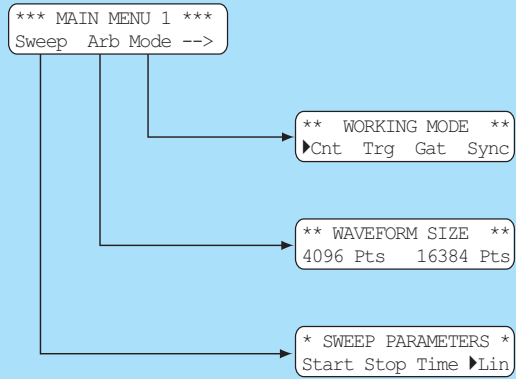 *** MAIN MENU 1 ***
Sweep Arb Mode -->
** WORKING MODE **
Cnt Trg Gat Sync
** WAVEFORM SIZE **
4096 Pts 16384 Pts
* SWEEP PARAMETERS *
Start Stop Time Lin